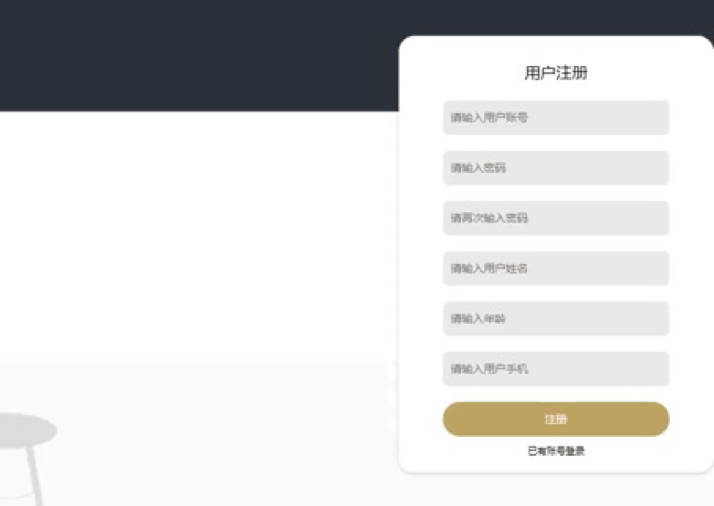 用户注册
请输入用户账号
请输入密码
请再次输入密码
请输入用户姓名
请输入年龄
请输入用户手机
注册
已有账号登录